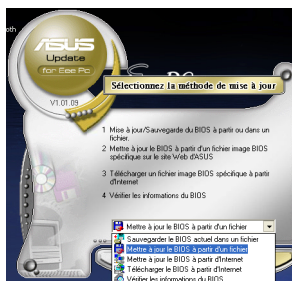 oth
ASUS
Update
for Eee Pc
V1.01.09
Sélectionnez la méthode de mise à jour
1 Mise à jour/Sauvegarde du BIOS à partir ou dans un
fichier.
2 Mettre à jour le BIOS à partir d'un fichier image BIOS
spécifique sur le site Web d'ASUS
3 Télécharger un fichier image BIOS spécifique à partir
d'Internet
4 Vérifier les informations du BIOS
Mettre à jour le BIOS à partir d'un fichier
Sauvegarder le BIOS actuel dans un fichier
Mettre à jour le BIOS à partir d'un fichier
Mettre à jour le BIOS à partir d'Internet
Télécharger le BIOS à partir d'Internet
Vérifier les informations du BIOS